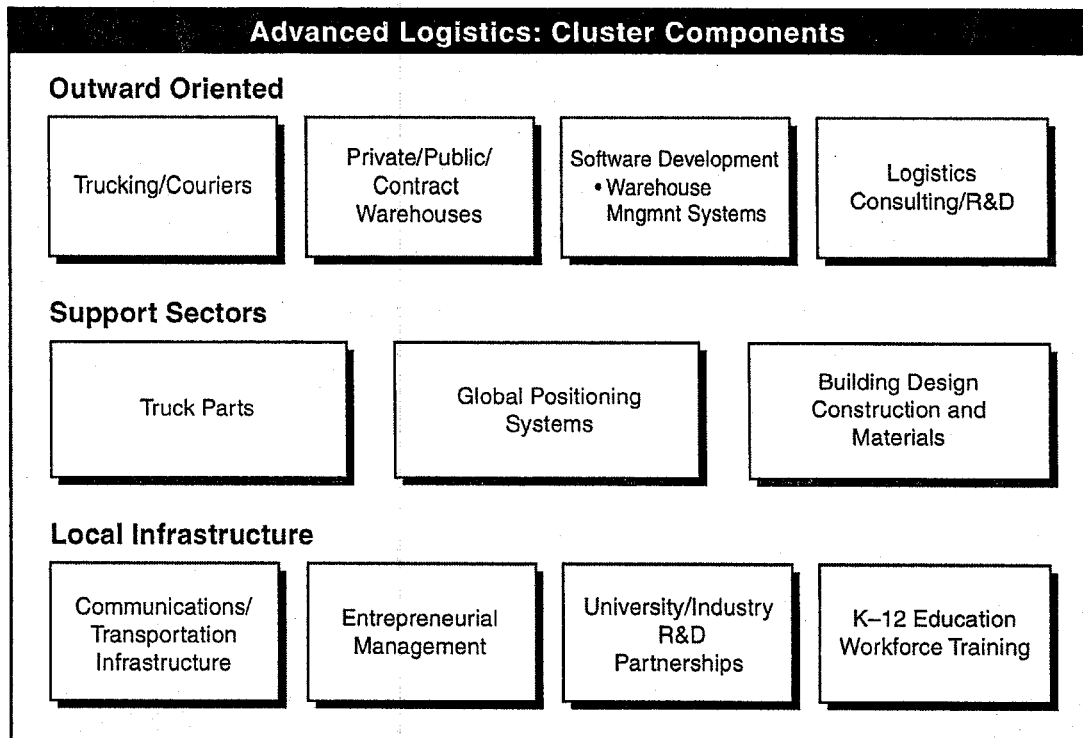 Advanced Logistics: Cluster Components
Outward Oriented
Trucking/Couriers
Private/Public/
Contract
Warehouses
Software Development
• Warehouse
Mngmnt Systems
Logistics
Consulting/R&D
Support Sectors
Truck Parts
Global Positioning
Systems
Building Design
Construction and
Materials
Local Infrastructure
Communications/
Transportation
Infrastructure
Entrepreneurial
Management
University/Industry
R&D
Partnerships
K–12 Education
Workforce Training